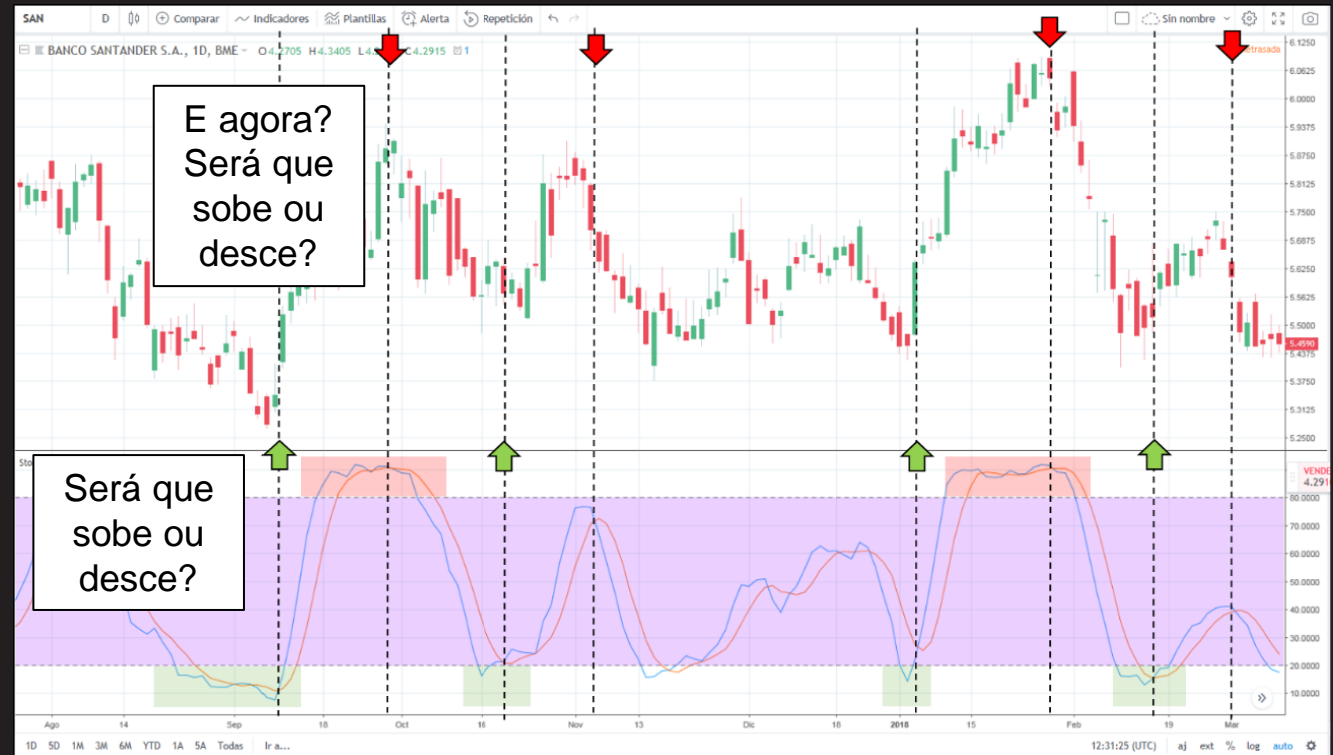 SAN D Comparar Indicadores Plantillas Alerta Repetición Sin nombre
BANCO SANTANDER S.A., 1D, BME O4.2705 H4.3405 C4.2915 1
6.1250
6.0625
6.0000
5.9375
5.8750
5.8125
5.7500
5.6875
5.6250
5.5625
5.5000
5.4590
5.4375
5.3750
5.3125
5.2500
E agora?
Será que
sobe ou
desce?
Será que
sobe ou
desce?
80.0000
70.0000
60.0000
50.0000
40.0000
30.0000
20.0000
10.0000
Ago 14 Sep 18 Oct 16 Nov 13 Dic 18 2018 15 Feb 19 Mar
1D 5D 1M 3M 6M YTD 1A 5A Todas Ir a... 12:31:25 (UTC) aj ext % log auto